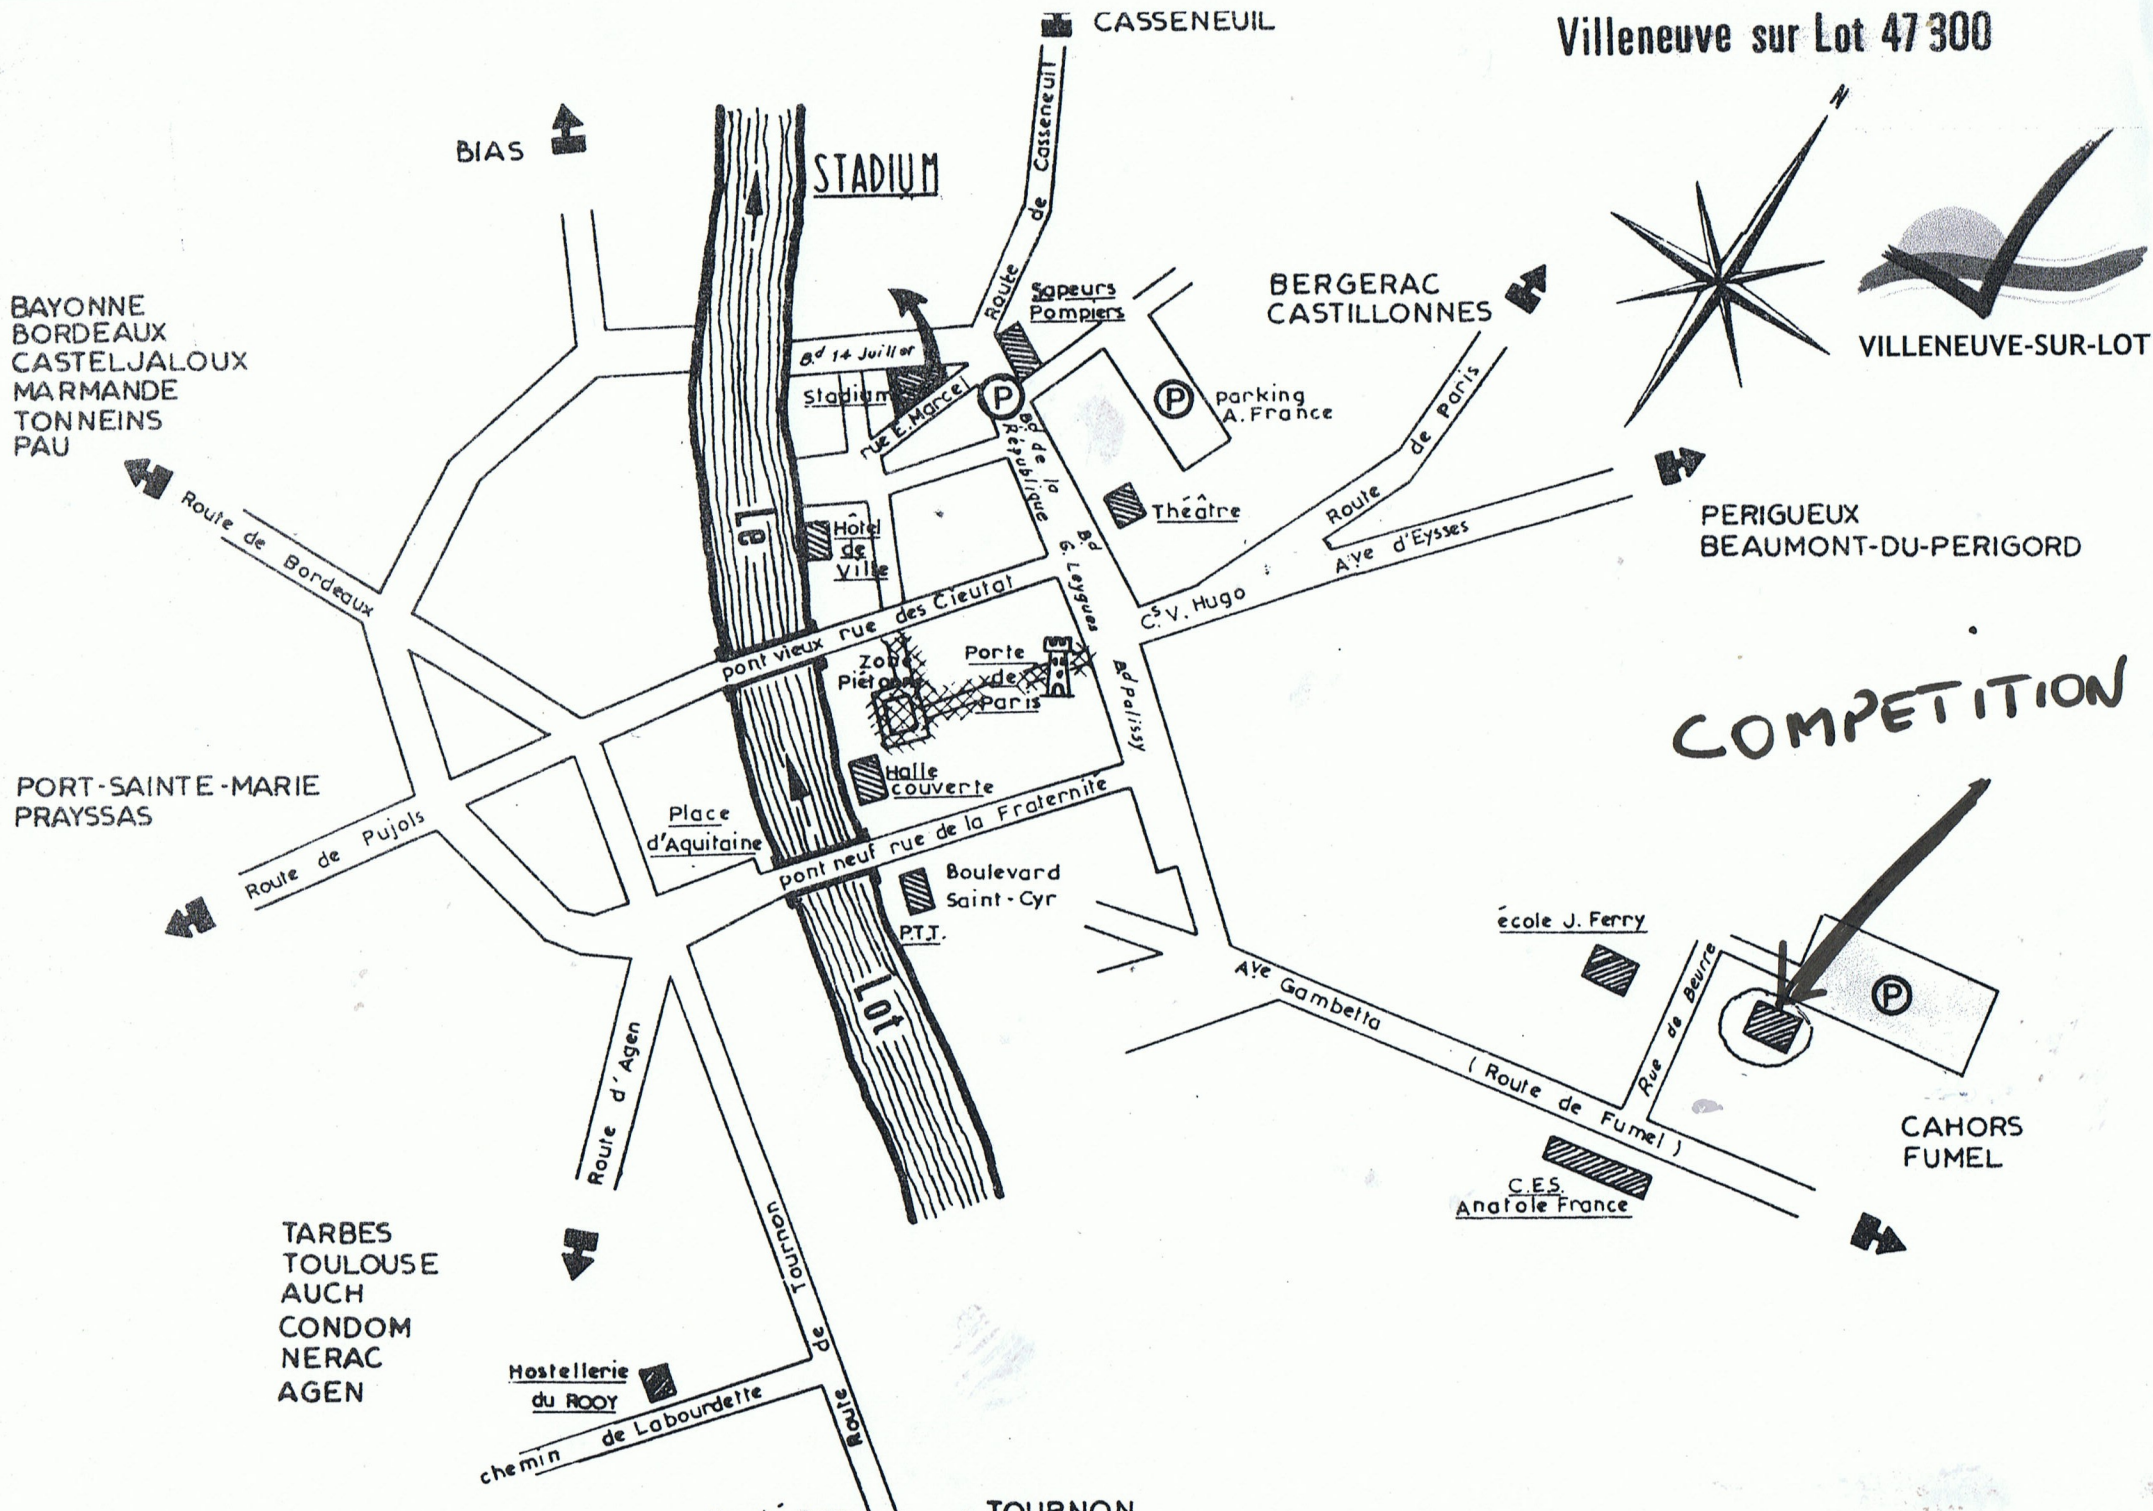 CASSENEUIL
Villeneuve sur Lot 47 300
N
BIAS
STADIUM
Route de Casseneuil
BAYONNE
BORDEAUX
CASTELJALOUX
MARMANDE
TONNEINS
PAU
Sapeurs
Pompiers
BERGERAC
CASTILLONNES
VILLENEUVE-SUR-LOT
Bd 14 Juillet
Stadium
rue E. Marcel
P
P
parking
A. France
Route de Paris
Bd de la
République
Théâtre
Route de Bordeaux
Le
Hôtel
de
Ville
Bd
G. Leygues
Ave d'Eysses
PERIGUEUX
BEAUMONT-DU-PERIGORD
Cs V. Hugo
pont vieux rue des Cieutat
Zone
Piétonne
Porte
de
Paris
Bd Palissy
COMPETITION
PORT-SAINTE-MARIE
PRAYSSAS
Route de Pujols
Halle
couverte
Place
d'Aquitaine
pont neuf rue de la Fraternité
Boulevard
Saint-Cyr
P.T.T.
Lot
école J. Ferry
Ave Gambetta (Route de Fumel)
Rue de Beurre
P
CAHORS
FUMEL
C.E.S.
Anatole France
Route d'Agen
TARBES
TOULOUSE
AUCH
CONDOM
NERAC
AGEN
Route de Tournon
Hostellerie
du ROOY
chemin de Labourdette
TOURNON